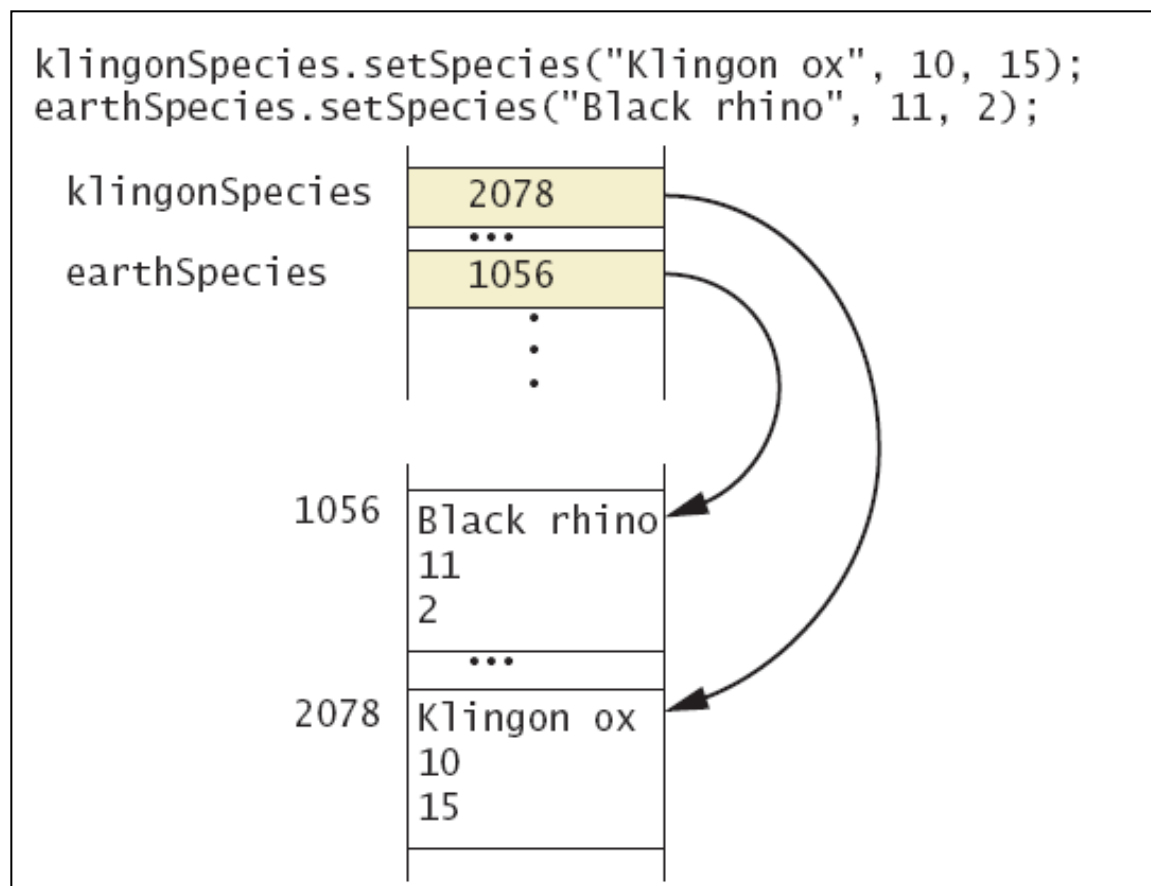 klingonSpecies.setSpecies("Klingon ox", 10, 15);
earthSpecies.setSpecies("Black rhino", 11, 2);
klingonSpecies 2078
•••
earthSpecies 1056
1056 Black rhino
11
2
•••
2078 Klingon ox
10
15